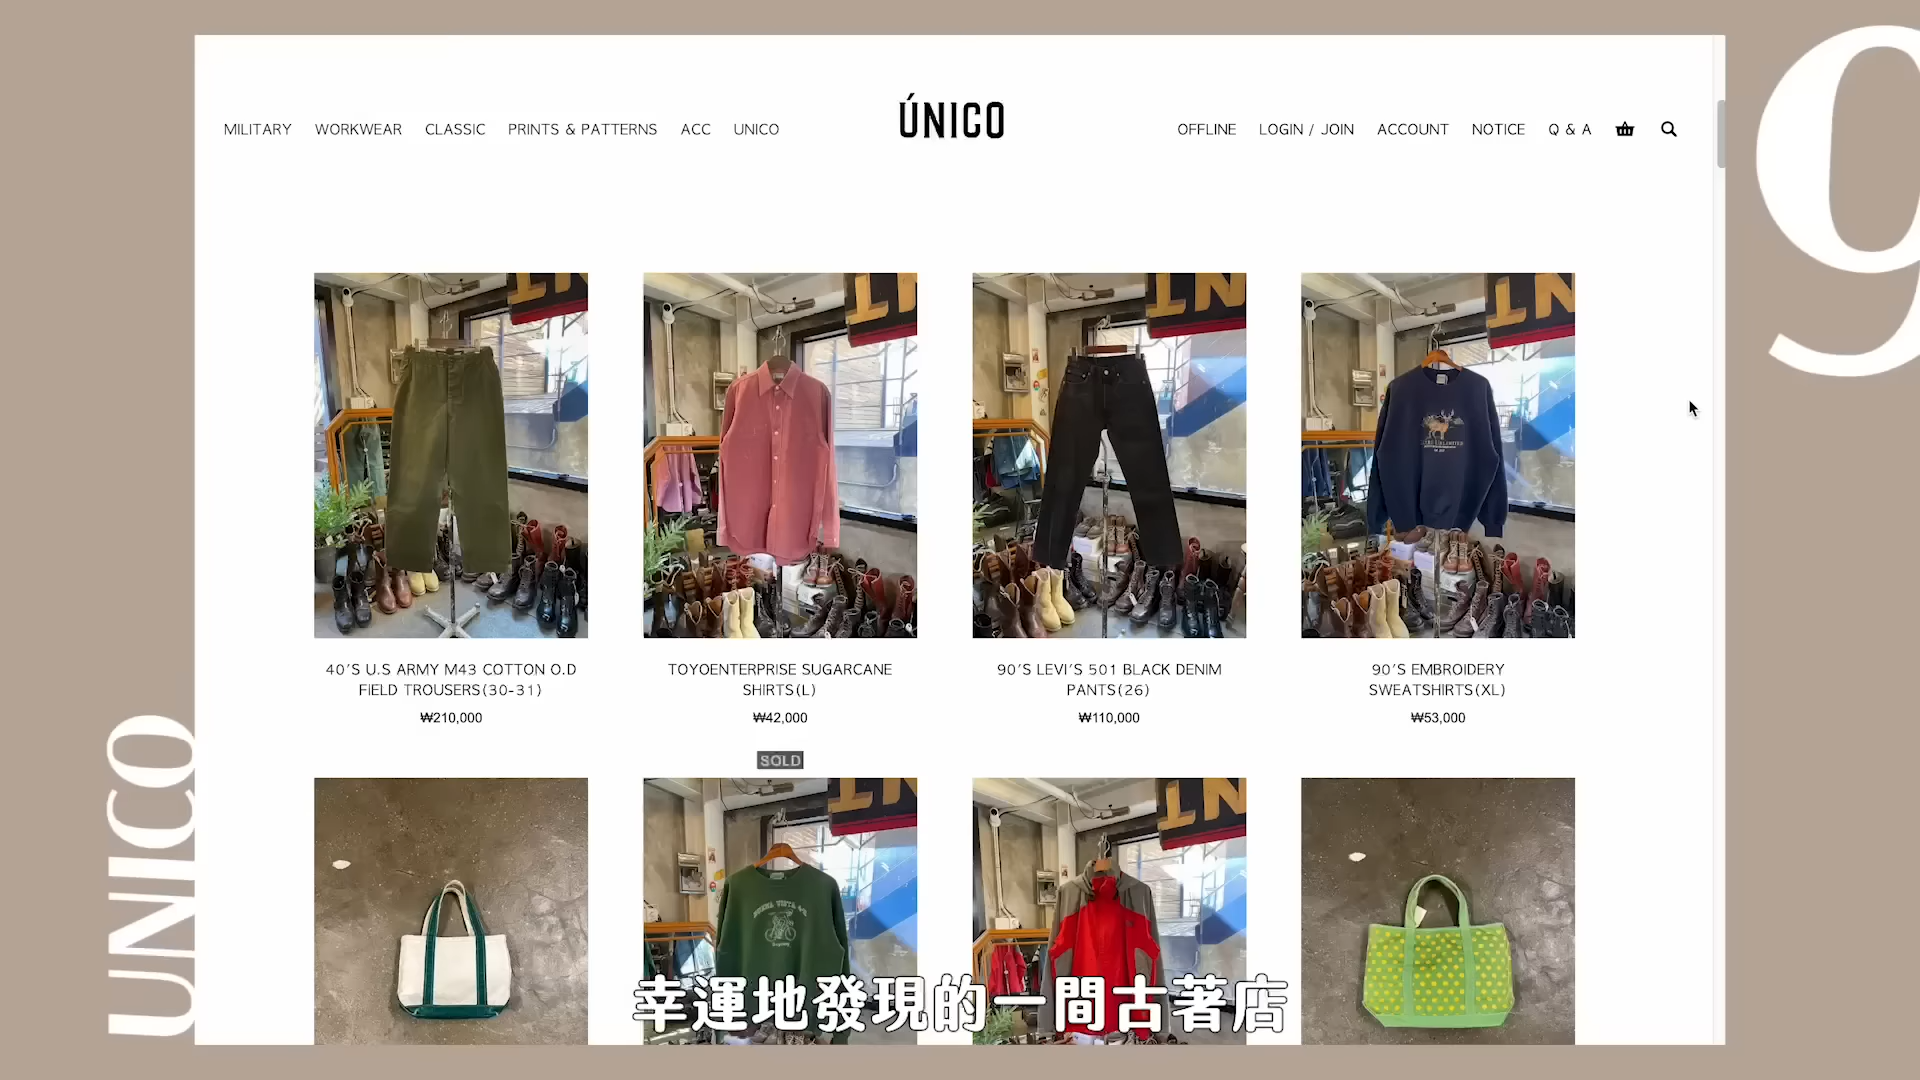 9
ÚNICO
MILITARY WORKWEAR CLASSIC PRINTS & PATTERNS ACC UNICO
OFFLINE LOGIN / JOIN ACCOUNT NOTICE Q & A
40'S U.S ARMY M43 COTTON O.D
FIELD TROUSERS(30-31)
₩210,000
TOYOENTERPRISE SUGARCANE
SHIRTS(L)
₩42,000
SOLD
90'S LEVI'S 501 BLACK DENIM
PANTS(26)
₩110,000
90'S EMBROIDERY
SWEATSHIRTS(XL)
₩53,000
UNICO
幸運地發現的一間古著店